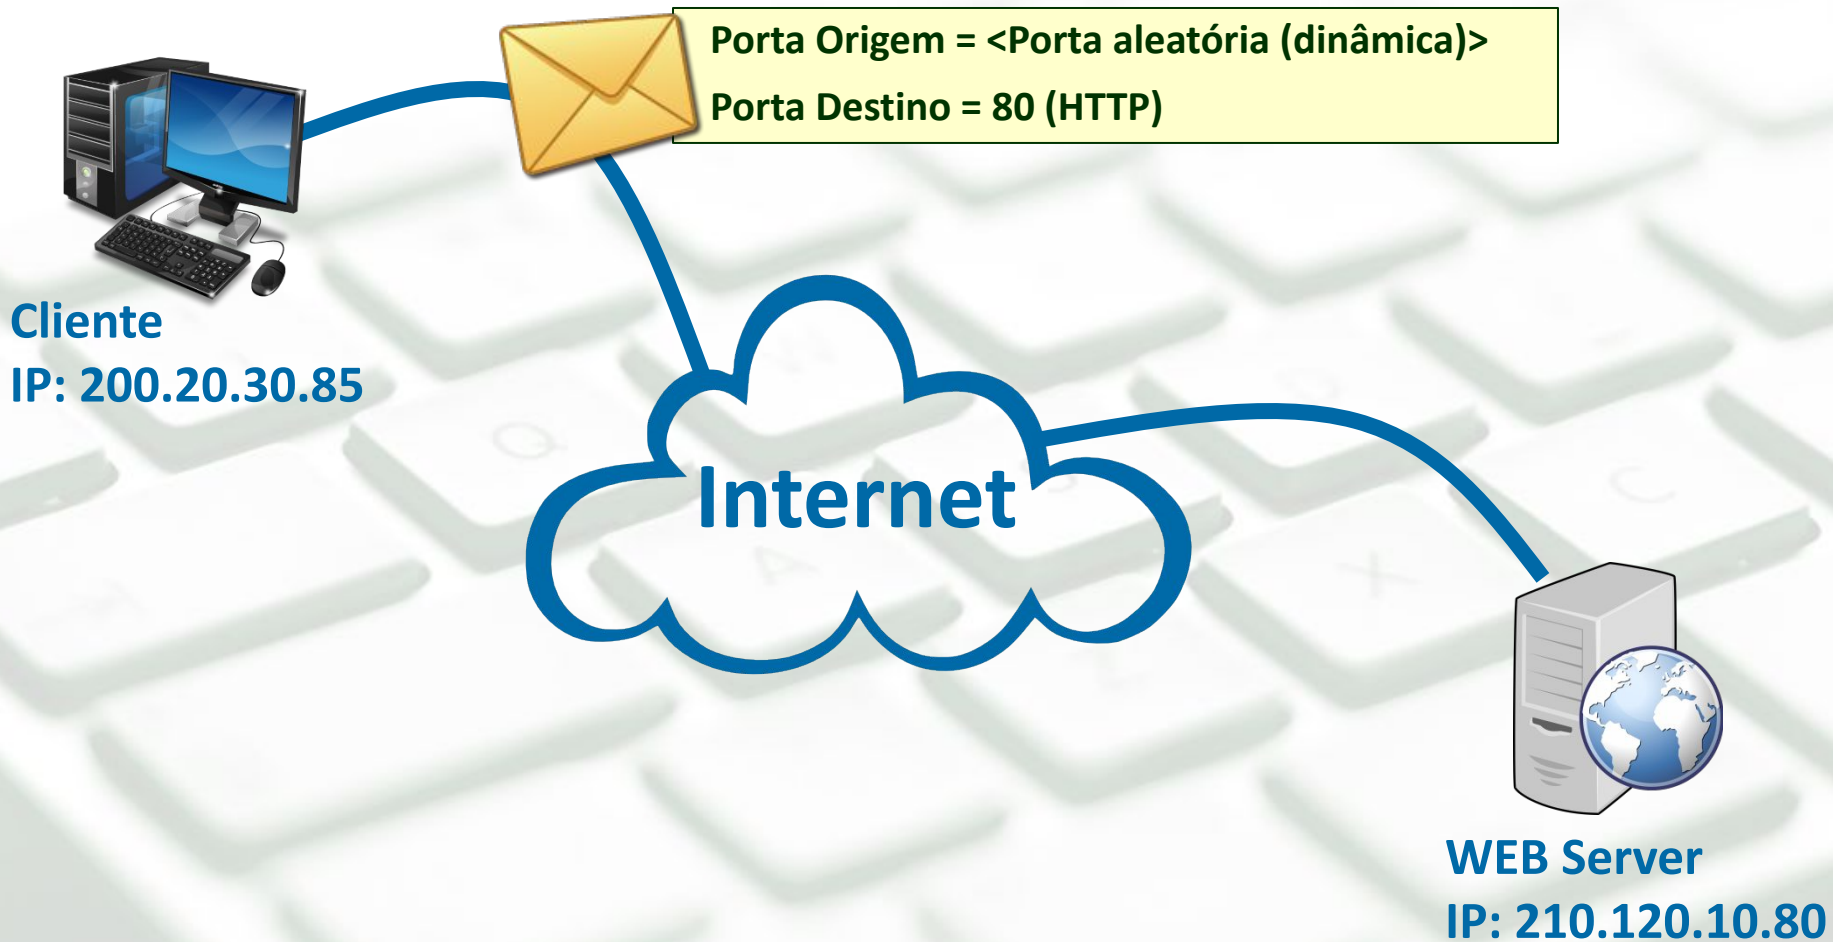 Porta Origem = <Porta aleatória (dinâmica)>
Porta Destino = 80 (HTTP)
Cliente
IP: 200.20.30.85
Internet
WEB Server
IP: 210.120.10.80